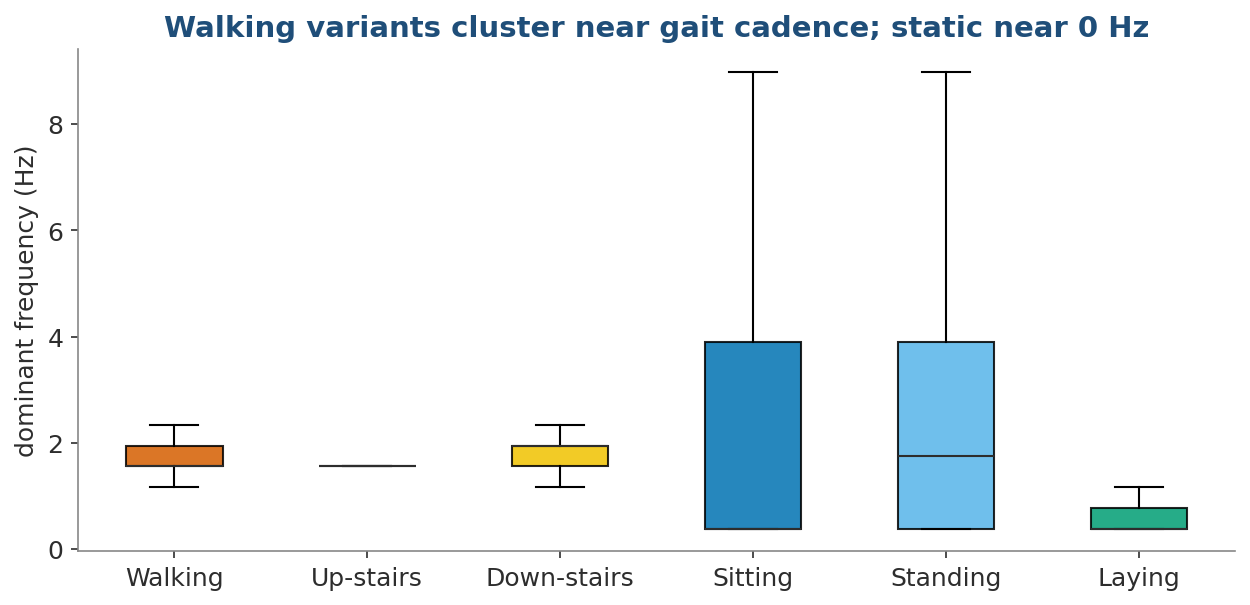 Walking variants cluster near gait cadence; static near 0 Hz
dominant frequency (Hz)
8
6
4
2
0
Walking
Up-stairs
Down-stairs
Sitting
Standing
Laying